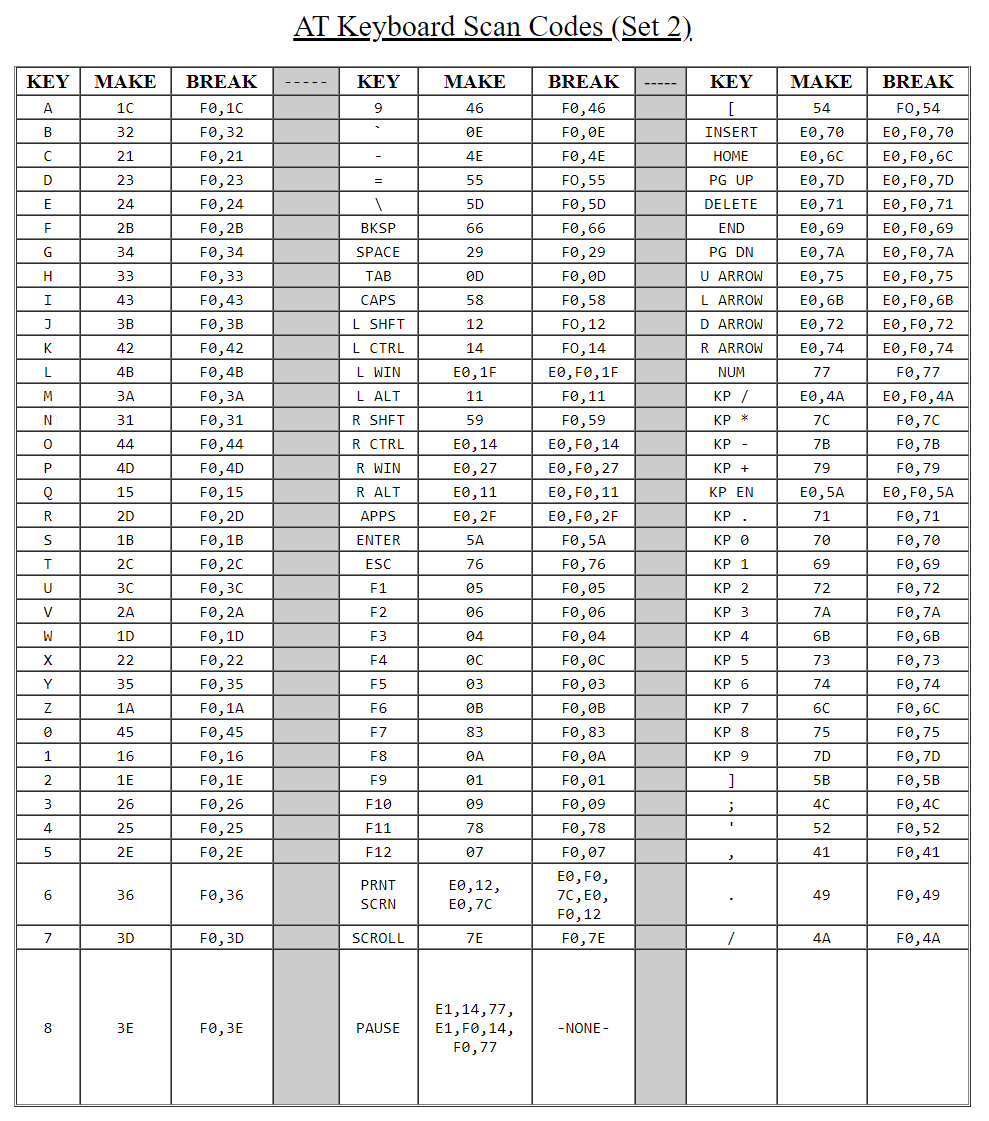 AT Keyboard Scan Codes (Set 2)
KEY MAKE BREAK ----- KEY MAKE BREAK ----- KEY MAKE BREAK
A 1C F0,1C 9 46 F0,46 [ 54 FO,54
B 32 F0,32 ` 0E F0,0E INSERT E0,70 E0,F0,70
C 21 F0,21 - 4E F0,4E HOME E0,6C E0,F0,6C
D 23 F0,23 = 55 FO,55 PG UP E0,7D E0,F0,7D
E 24 F0,24 \ 5D F0,5D DELETE E0,71 E0,F0,71
F 2B F0,2B BKSP 66 F0,66 END E0,69 E0,F0,69
G 34 F0,34 SPACE 29 F0,29 PG DN E0,7A E0,F0,7A
H 33 F0,33 TAB 0D F0,0D U ARROW E0,75 E0,F0,75
I 43 F0,43 CAPS 58 F0,58 L ARROW E0,6B E0,F0,6B
J 3B F0,3B L SHFT 12 FO,12 D ARROW E0,72 E0,F0,72
K 42 F0,42 L CTRL 14 FO,14 R ARROW E0,74 E0,F0,74
L 4B F0,4B L WIN E0,1F E0,F0,1F NUM 77 F0,77
M 3A F0,3A L ALT 11 F0,11 KP / E0,4A E0,F0,4A
N 31 F0,31 R SHFT 59 F0,59 KP * 7C F0,7C
O 44 F0,44 R CTRL E0,14 E0,F0,14 KP - 7B F0,7B
P 4D F0,4D R WIN E0,27 E0,F0,27 KP + 79 F0,79
Q 15 F0,15 R ALT E0,11 E0,F0,11 KP EN E0,5A E0,F0,5A
R 2D F0,2D APPS E0,2F E0,F0,2F KP . 71 F0,71
S 1B F0,1B ENTER 5A F0,5A KP 0 70 F0,70
T 2C F0,2C ESC 76 F0,76 KP 1 69 F0,69
U 3C F0,3C F1 05 F0,05 KP 2 72 F0,72
V 2A F0,2A F2 06 F0,06 KP 3 7A F0,7A
W 1D F0,1D F3 04 F0,04 KP 4 6B F0,6B
X 22 F0,22 F4 0C F0,0C KP 5 73 F0,73
Y 35 F0,35 F5 03 F0,03 KP 6 74 F0,74
Z 1A F0,1A F6 0B F0,0B KP 7 6C F0,6C
0 45 F0,45 F7 83 F0,83 KP 8 75 F0,75
1 16 F0,16 F8 0A F0,0A KP 9 7D F0,7D
2 1E F0,1E F9 01 F0,01 ] 5B F0,5B
3 26 F0,26 F10 09 F0,09 ; 4C F0,4C
4 25 F0,25 F11 78 F0,78 ' 52 F0,52
5 2E F0,2E F12 07 F0,07 , 41 F0,41
6 36 F0,36 PRNT
SCRN E0,12,
E0,7C E0,F0,
7C,E0,
F0,12 . 49 F0,49
7 3D F0,3D SCROLL 7E F0,7E / 4A F0,4A
8 3E F0,3E PAUSE E1,14,77,
E1,F0,14,
F0,77 -NONE-